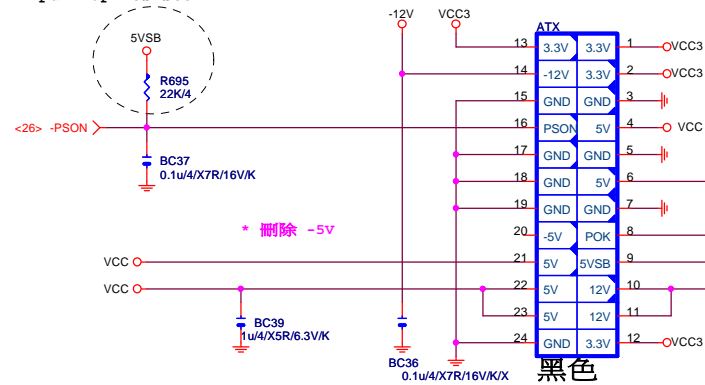 -12V VCC3
5VSB
ATX
13 3.3V 3.3V 1 VCC3
R695
22K/4
14 -12V 3.3V 2 VCC3
15 GND GND 3
<26> -PSON 16 PSON 5V 4 VCC
BC37
0.1u/4/X7R/16V/K
17 GND GND 5
18 GND 5V 6
19 GND GND 7
* 刪除 -5V
20 -5V POK 8
VCC 21 5V 5VSB 9
VCC 22 5V 12V 10
23 5V 12V 11
BC39
1u/4/X5R/6.3V/K
24 GND 3.3V 12 VCC3
BC36
0.1u/4/X7R/16V/K/X
黑色